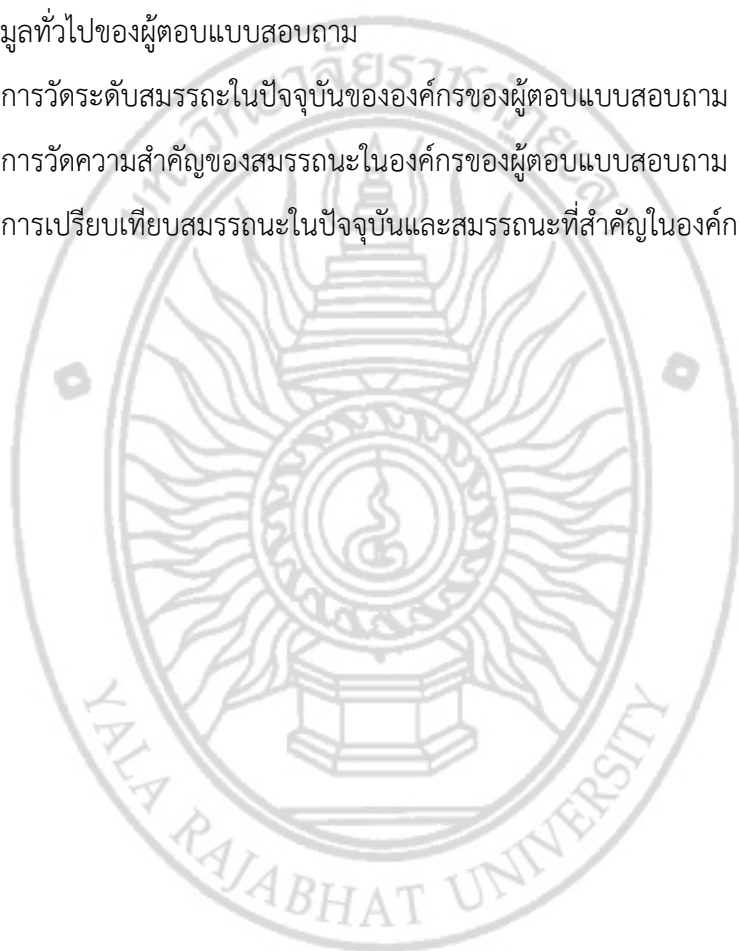 มูลทั่วไปของผู้ตอบแบบสอบถาม
การวัดระดับสมรรถะในปัจจุบันขององค์กรของผู้ตอบแบบสอบถาม
การวัดความสำคัญของสมรรถนะในองค์กรของผู้ตอบแบบสอบถาม
การเปรียบเทียบสมรรถนะในปัจจุบันและสมรรถนะที่สำคัญในองค์ก
YALA RAJABHAT UNIVERSITY